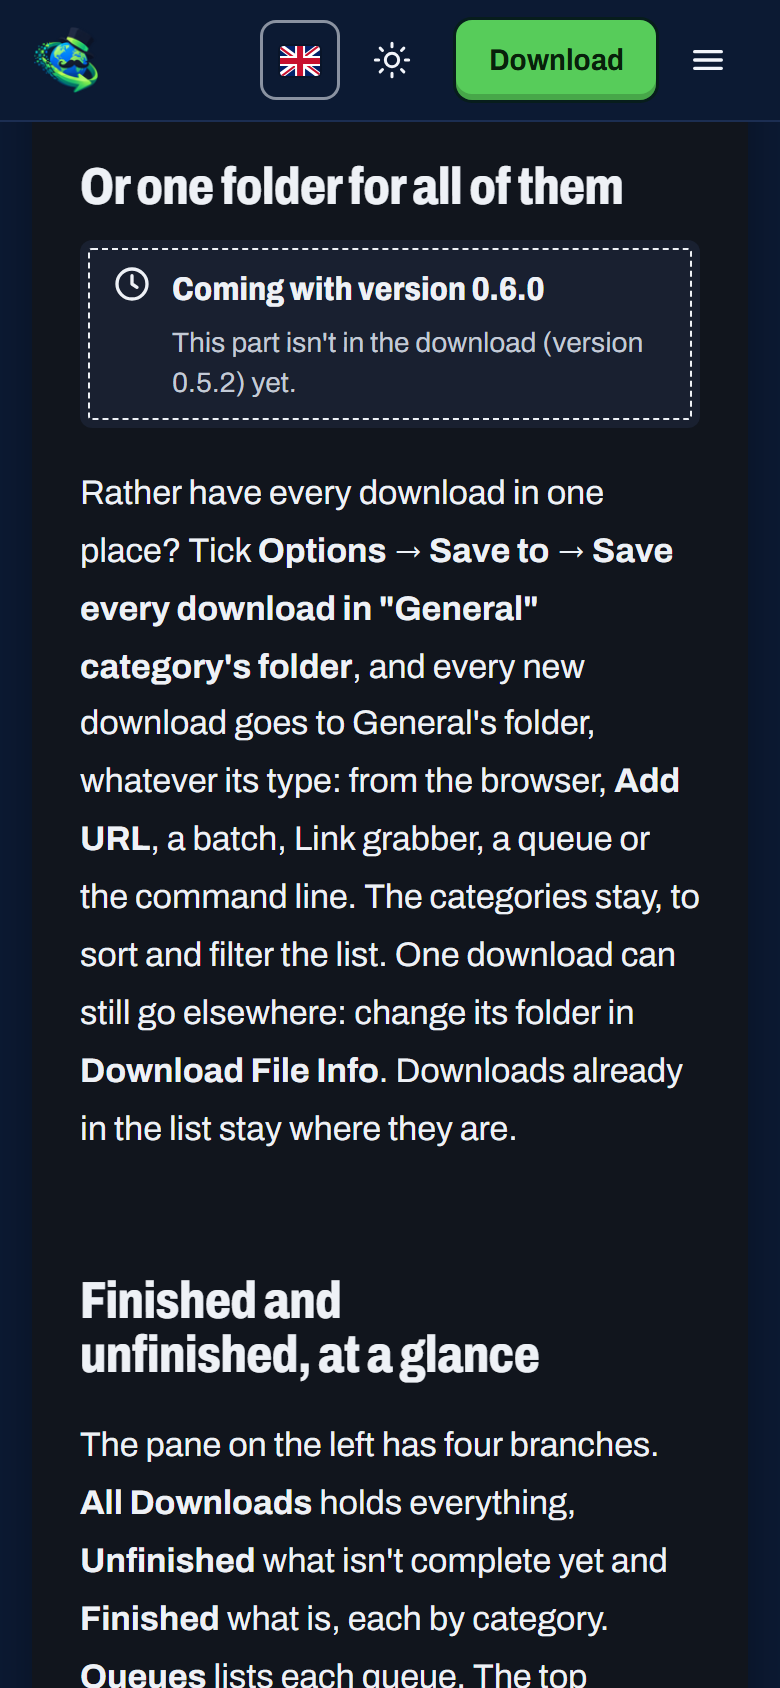 Download
Or one folder for all of them
Coming with version 0.6.0
This part isn't in the download (version
0.5.2) yet.
Rather have every download in one
place? Tick Options → Save to → Save
every download in "General"
category's folder, and every new
download goes to General's folder,
whatever its type: from the browser, Add
URL, a batch, Link grabber, a queue or
the command line. The categories stay, to
sort and filter the list. One download can
still go elsewhere: change its folder in
Download File Info. Downloads already
in the list stay where they are.
Finished and
unfinished, at a glance
The pane on the left has four branches.
All Downloads holds everything,
Unfinished what isn't complete yet and
Finished what is, each by category.
Queues lists each queue. The top